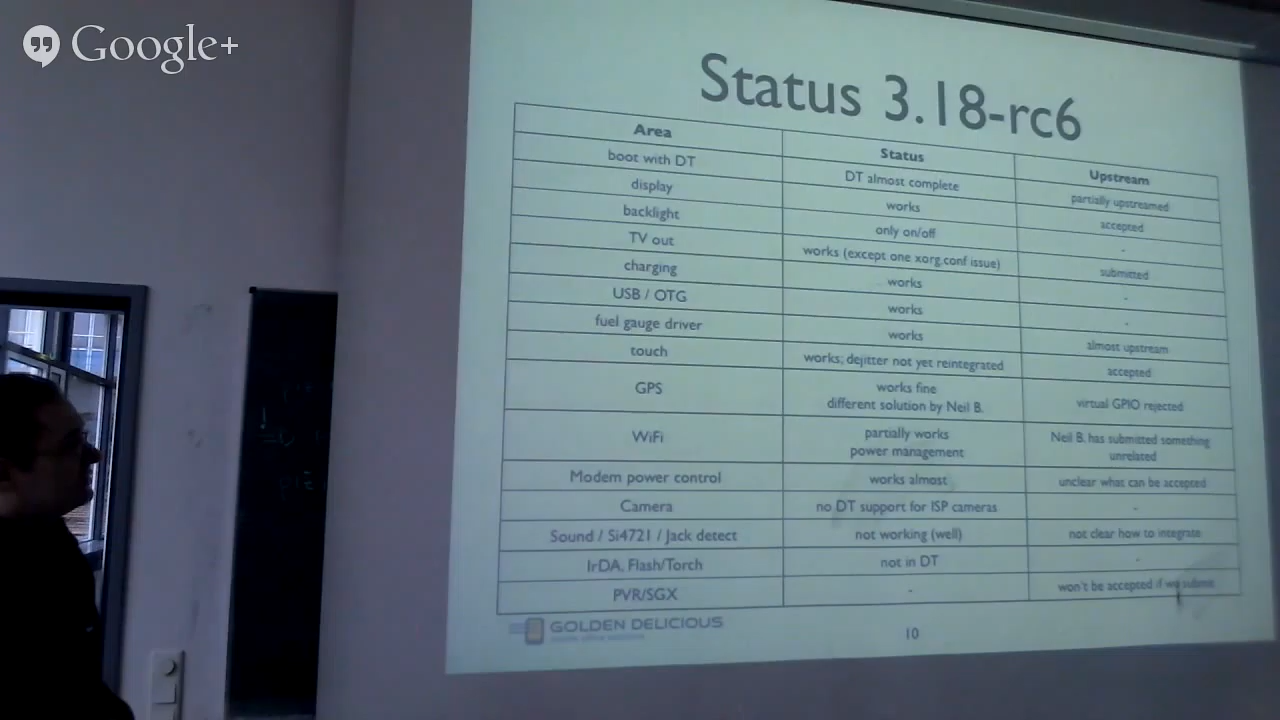 Google+
Status 3.18-rc6
Area Status Upstream
boot with DT DT almost complete partially upstreamed
display works accepted
backlight only on/off -
TV out works (except one xorg.conf issue) submitted
charging works -
USB / OTG works -
fuel gauge driver works almost upstream
touch works; dejitter not yet reintegrated accepted
GPS works fine
different solution by Neil B. virtual GPIO rejected
WiFi partially works
power management Neil B. has submitted something
unrelated
Modem power control works almost unclear what can be accepted
Camera no DT support for ISP cameras -
Sound / Si4721 / Jack detect not working (well) not clear how to integrate
IrDA, Flash/Torch not in DT -
PVR/SGX - won't be accepted if we submit
GOLDEN DELICIOUS
10